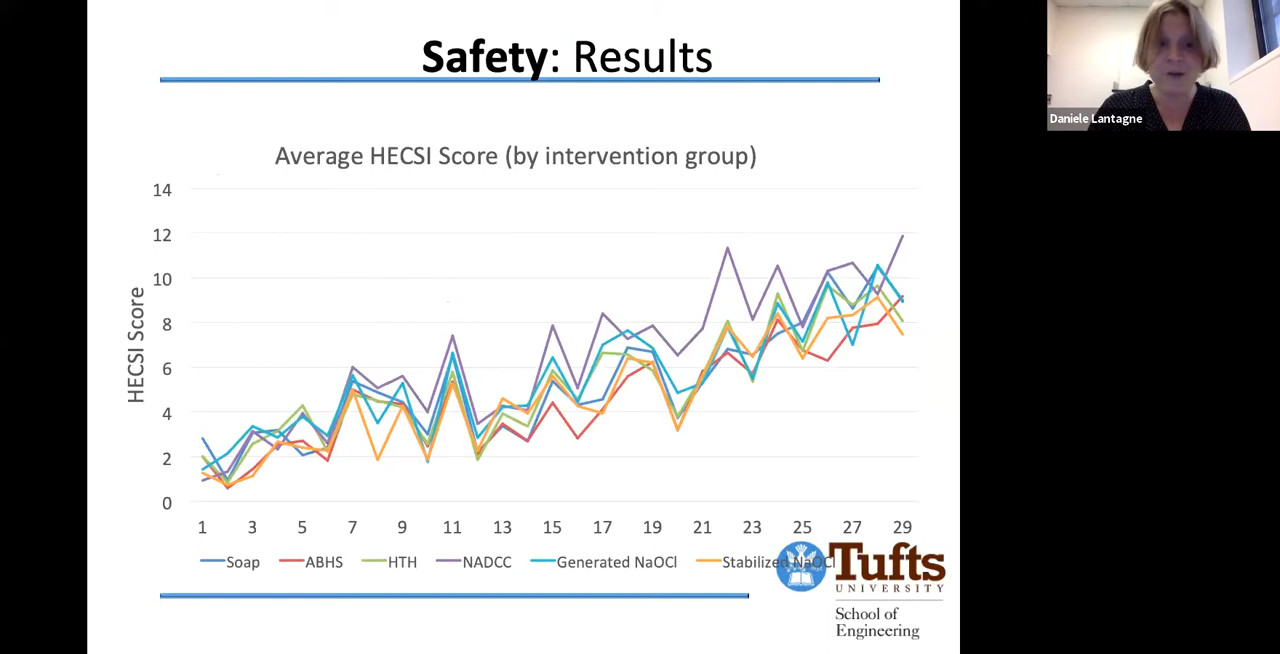 Safety: Results
Daniele Lantagne
Average HECSI Score (by intervention group)
HECSI Score
14
12
10
8
6
4
2
0
1 3 5 7 9 11 13 15 17 19 21 23 25 27 29
Soap ABHS HTH NADCC Generated NaOCl Stabilized NaOCl
Tufts
UNIVERSITY
School of
Engineering